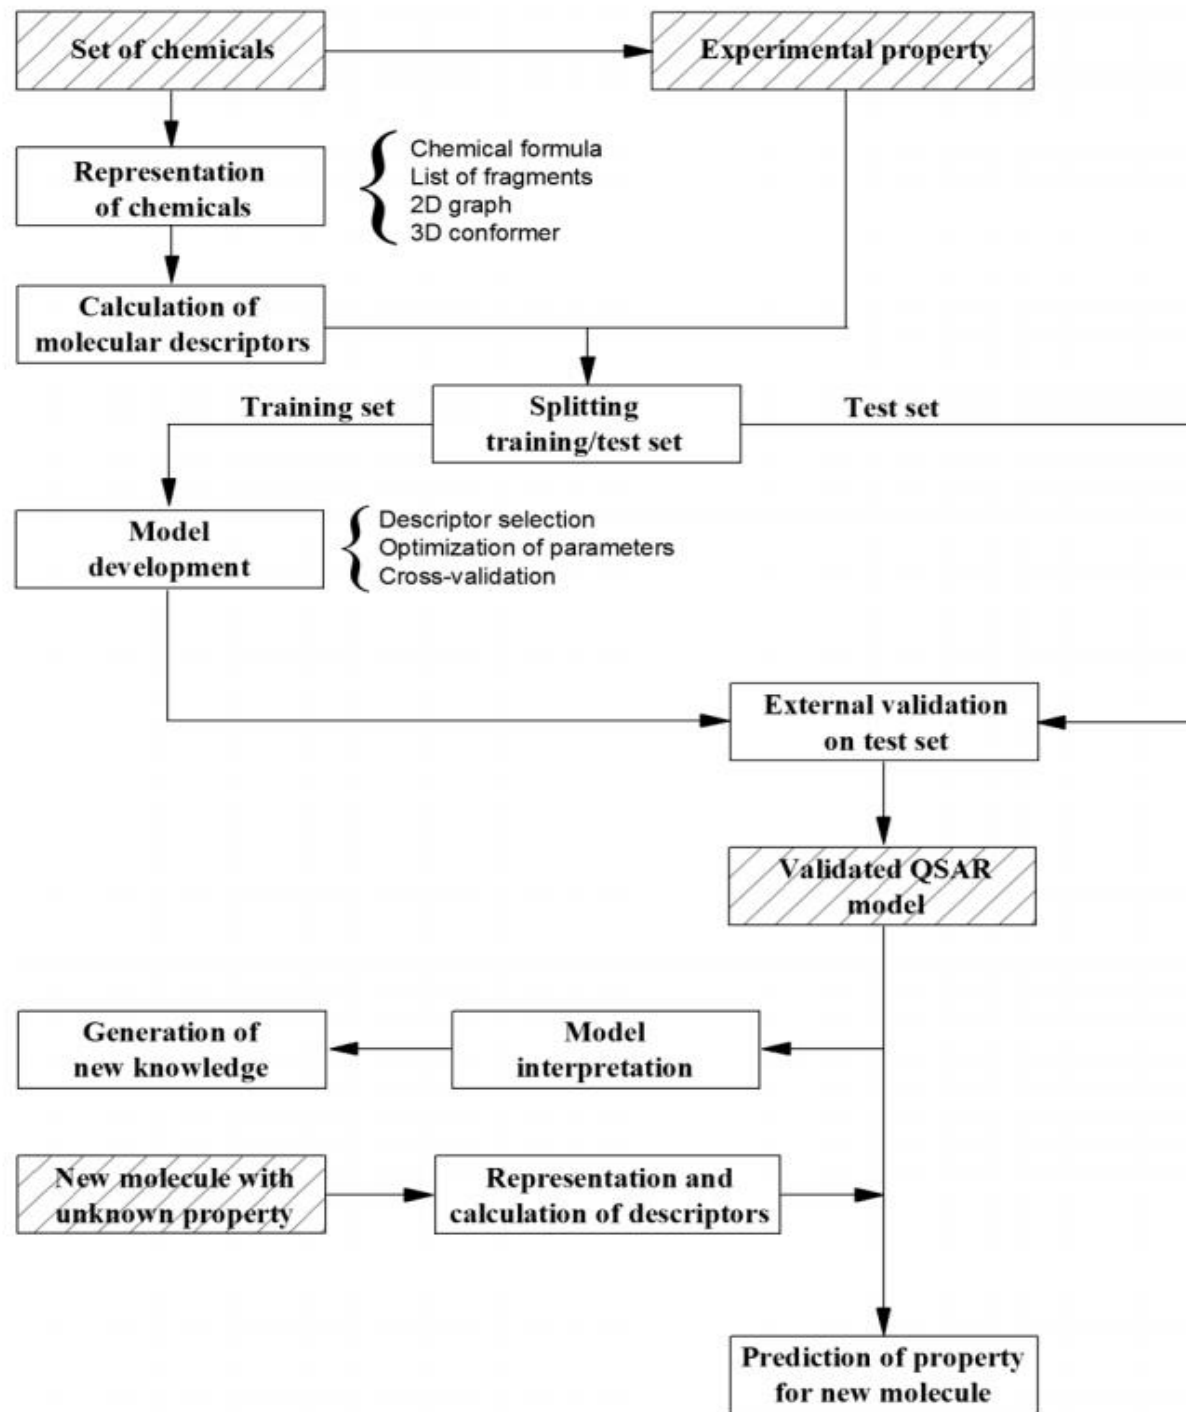 Set of chemicals
Experimental property
Representation
of chemicals
Chemical formula
List of fragments
2D graph
3D conformer
Calculation of
molecular descriptors
Training set
Splitting
training/test set
Test set
Model
development
Descriptor selection
Optimization of parameters
Cross-validation
External validation
on test set
Validated QSAR
model
Generation of
new knowledge
Model
interpretation
New molecule with
unknown property
Representation and
calculation of descriptors
Prediction of property
for new molecule